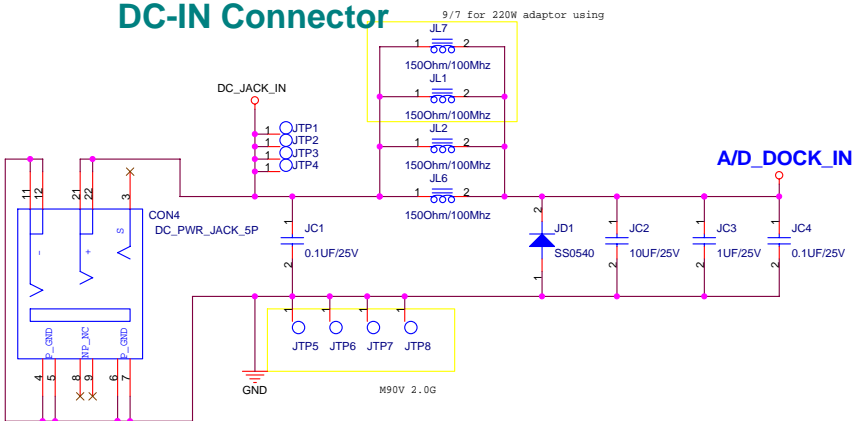 DC-IN Connector
9/7 for 220W adaptor using
JL7
1 2
150Ohm/100Mhz
JL1
1 2
150Ohm/100Mhz
JL2
1 2
150Ohm/100Mhz
JL6
1 2
150Ohm/100Mhz
DC_JACK_IN
1 JTP1
1 JTP2
1 JTP3
1 JTP4
A/D_DOCK_IN
11
12
21
22
3
CON4
DC_PWR_JACK_5P
-
+
S
P_GND
NP_NC
P_GND
4
5
8
9
6
7
1
JC1
0.1UF/25V
2
2
JD1
SS0540
1
1
JC2
10UF/25V
2
1
JC3
1UF/25V
2
1
JC4
0.1UF/25V
2
1 1 1 1
JTP5 JTP6 JTP7 JTP8
GND
M90V 2.0G